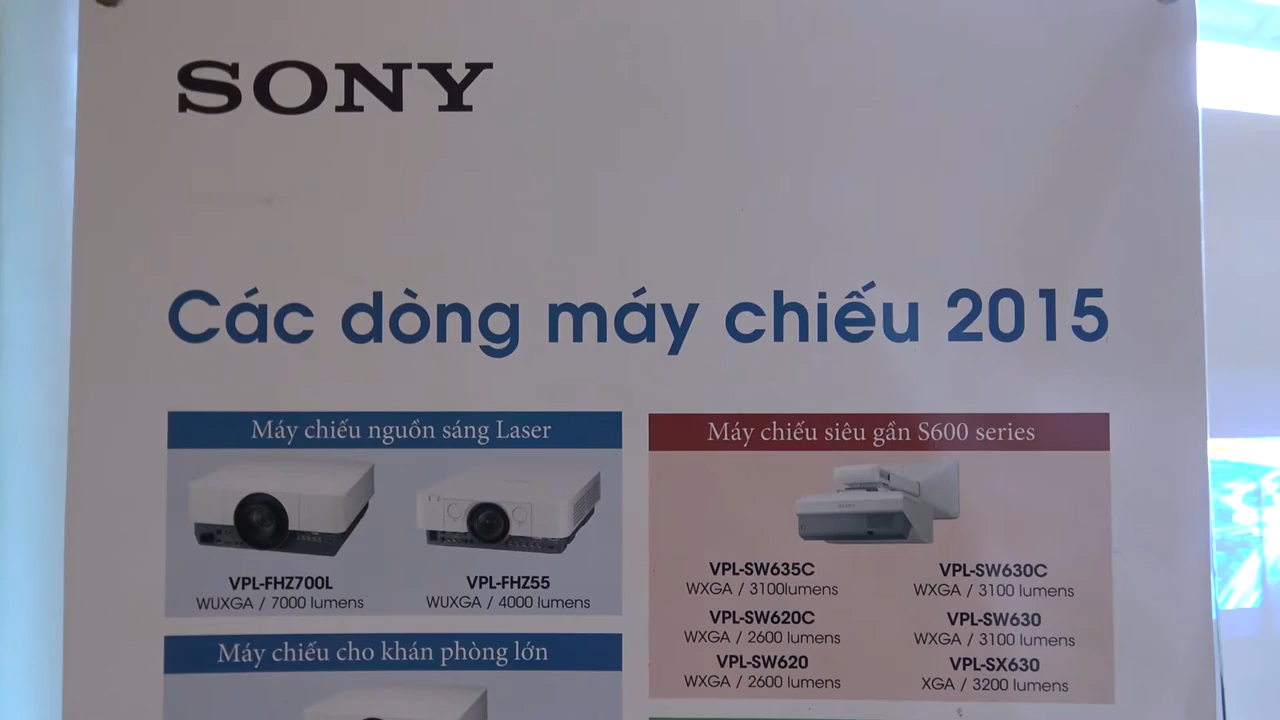 SONY
Các dòng máy chiếu 2015
Máy chiếu nguồn sáng Laser
VPL-FHZ700L
WUXGA / 7000 lumens
VPL-FHZ55
WUXGA / 4000 lumens
Máy chiếu cho khán phòng lớn
Máy chiếu siêu gần S600 series
SONY
VPL-SW635C
WXGA / 3100lumens
VPL-SW630C
WXGA / 3100 lumens
VPL-SW620C
WXGA / 2600 lumens
VPL-SW630
WXGA / 3100 lumens
VPL-SW620
WXGA / 2600 lumens
VPL-SX630
XGA / 3200 lumens